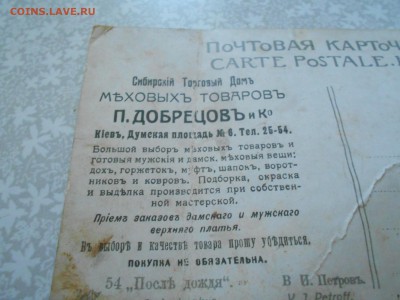 COINS.LAVE.RU
ПОЧТОВАЯ КАРТОЧ
CARTE POSTALE.
Сибирскій Торговый Домъ
МѢХОВЫХЪ ТОВАРОВЪ
П. ДОБРЕЦОВЪ и Ко
Кіевъ, Думская площадь № 6. Тел. 25-54.
Большой выборъ мѣховыхъ товаровъ и
готовыя мужскія и дамск. мѣховыя вещи:
дохъ, горжетокъ, муфтъ, шапокъ, ворот-
никовъ и ковровъ. Подборка, окраска
и выдѣлка производится при собствен-
ной мастерской.
Пріемъ заказовъ дамскаго и мужского
верхняго платья.
Въ выборѣ и качествѣ товара прошу убѣдиться,
ПОКУПКА НЕ ОБЯЗАТЕЛЬНА.
54 „Послѣ дождя“. В. И. Петровъ.
V. I. Petroff.